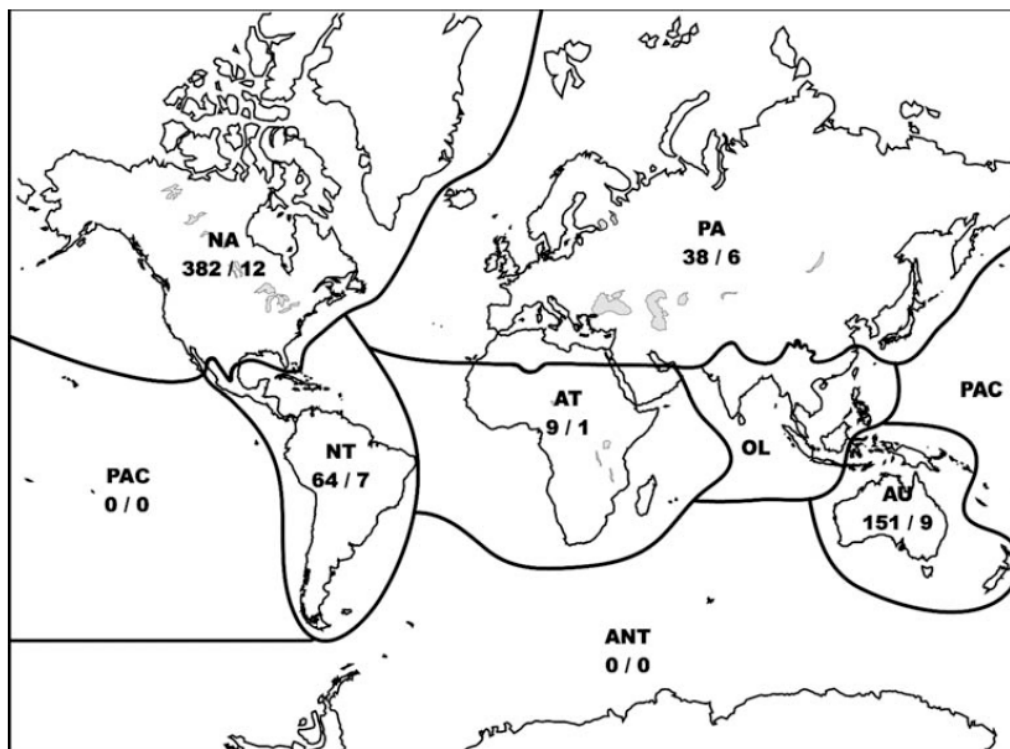 NA
382 / 12
PA
38 / 6
AT
9 / 1
PAC
OL
NT
64 / 7
PAC
0 / 0
AU
151 / 9
ANT
0 / 0